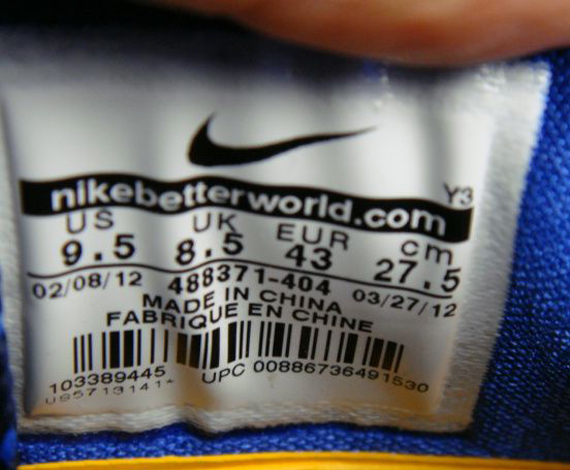 nikebetterworld.com
Y3
US UK EUR cm
9.5 8.5 43 27.5
02/08/12 488371-404 03/27/12
MADE IN CHINA
FABRIQUE EN CHINE
103389445 UPC 00886736491530
US5713141*